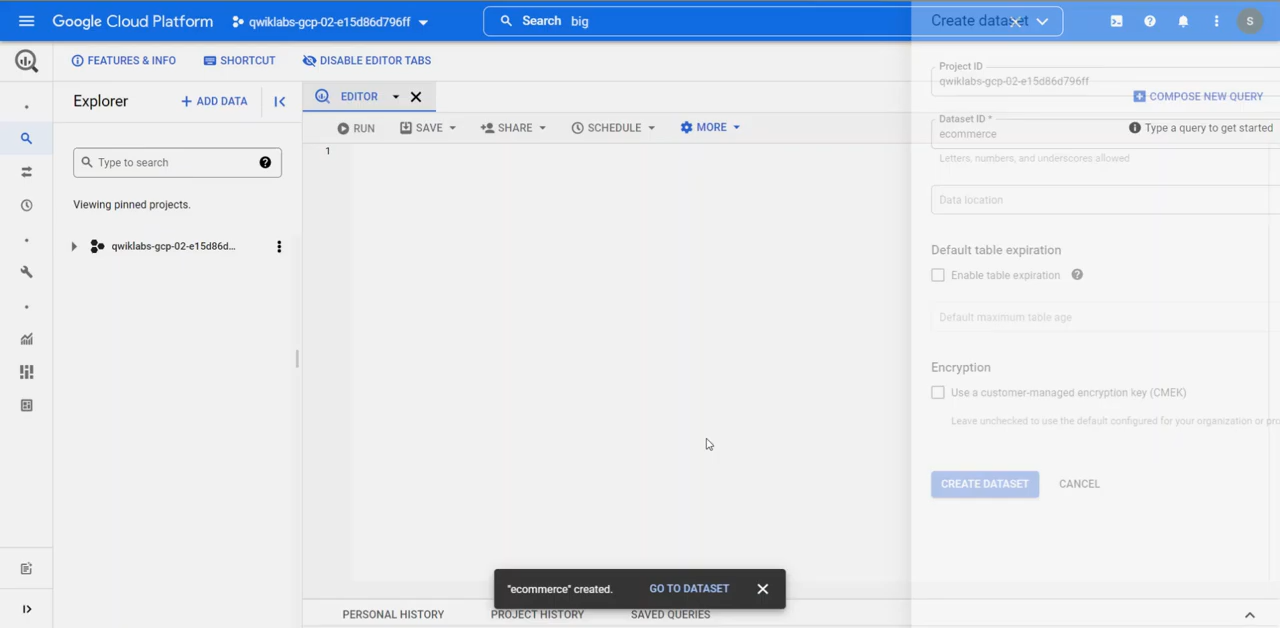 Google Cloud Platform
qwiklabs-gcp-02-e15d86d796ff
Search big
Create dataset
S
FEATURES & INFO
SHORTCUT
DISABLE EDITOR TABS
Explorer
+ ADD DATA
EDITOR
Project ID
qwiklabs-gcp-02-e15d86d796ff
COMPOSE NEW QUERY
RUN
SAVE
SHARE
SCHEDULE
MORE
Dataset ID *
ecommerce
Type a query to get started
Letters, numbers, and underscores allowed
1
Type to search
Viewing pinned projects.
Data location
qwiklabs-gcp-02-e15d86d...
Default table expiration
Enable table expiration
Default maximum table age
Encryption
Use a customer-managed encryption key (CMEK)
Leave unchecked to use the default configured for your organization or pro
CREATE DATASET
CANCEL
"ecommerce" created.
GO TO DATASET
PERSONAL HISTORY
PROJECT HISTORY
SAVED QUERIES